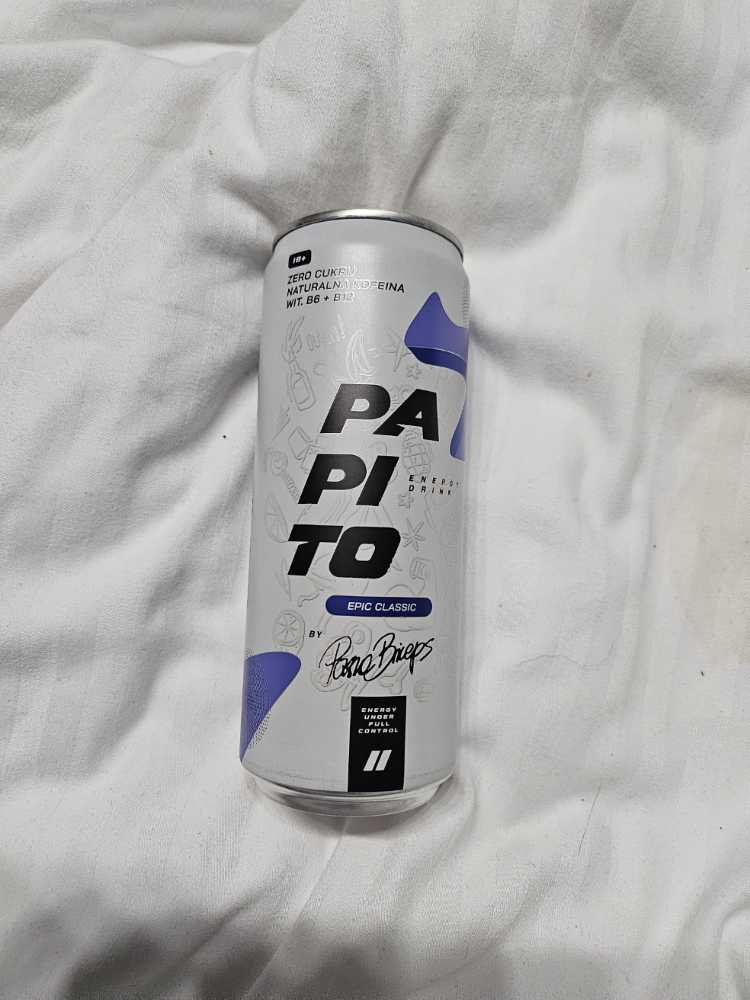 18+
ZERO CUKRU
NATURALNA KOFEINA
WIT. B6 + B12
PA
PI
TO
ENERGY
DRINK
EPIC CLASSIC
BY
PashaBiceps
ENERGY
UNDER
FULL
CONTROL